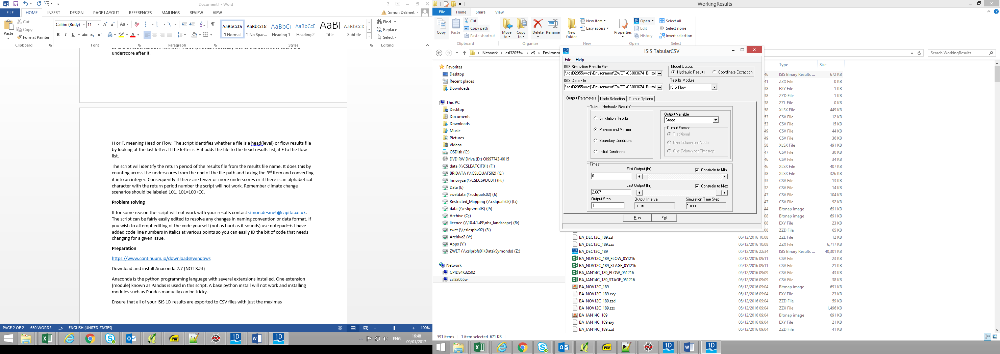 Document1 - Word
Simon DeSmet
FILE HOME INSERT DESIGN PAGE LAYOUT REFERENCES MAILINGS REVIEW VIEW
Paste
Cut
Copy
Format Painter
Clipboard
Calibri (Body) 11
Font
Paragraph
AaBbCcDc AaBbCcDc AaBbCc AaBbCcD AaBl AaBbCcD
¶ Normal ¶ No Spac... Heading 1 Heading 2 Title Subtitle
Styles
Find
Replace
Select
Editing
underscore after it.
H or F, meaning Head or Flow. The script identifies whether a file is a head(level) or flow results file
by looking at the last letter. If the letter is H it adds the file to the head results list, if F to the flow
list.
The script will identify the return period of the results file from the results file name. It does this by
counting across the underscores from the end of the file path and taking the 3rd item and converting
it into an integer. Consequently if there are fewer or more underscores or if there is an alphabetical
character with the return period number the script will not work. Remember climate change
scenarios should be labeled 101. 101=100+CC.
Problem solving
If for some reason the script will not work with your results contact simon.desmet@capita.co.uk.
The script can be fairly easily edited to resolve any changes in naming convention or data format. If
you wish to attempt editing of the code yourself (not as hard as it sounds) use notepad++. I have
added code line numbers in italics at various points so you can easily ID the bit of code that needs
changing for a given issue.
Preparation
https://www.continuum.io/downloads#windows
Download and install Anaconda 2.7 (NOT 3.5!)
Anaconda is the python programming language with several extensions installed. One extension
(module) known as Pandas is used in this script. A base python install will not work and installing
modules such as Pandas manually can be tricky.
Ensure that all of your ISIS 1D results are exported to CSV files with just the maximas
PAGE 2 OF 2 650 WORDS ENGLISH (UNITED STATES) 100%
ENG
16:48
09/01/2017
WorkingResults
File Home Share View
Copy
Paste
Cut
Copy path
Paste shortcut
Clipboard
Move to
Copy to
Delete
Rename
Organize
New folder
New item
Easy access
New
Properties
Open
Edit
History
Open
Select all
Select none
Invert selection
Select
Network csl32055w c$ Environm
Search WorkingResults
Favorites
Desktop
Recent places
Downloads
This PC
Desktop
Documents
Downloads
Music
Pictures
Videos
OSDisk (C:)
DVD RW Drive (D:) OI997743-0015
data (\\CSLEATCIF01) (F:)
BRIDATA (\\CSLQUAFS02) (G:)
Innovyze (\\CSLCSPDC01) (H:)
Data (I:)
zwetdata (\\cslquafs02) (J:)
Restricted_Mapping (\\cslquafs02) (L:)
data (\\cslgrvmu03) (P:)
Archive (Q:)
licence (\\10.4.1.49\nbs_landscape) (R:)
zwet (\\cslcsphv02) (S:)
Archive2 (V:)
Apps (Y:)
ZWET (\\cslprbfs01\Data\Symonds) (Z:)
Network
CPIDS4K32502
csl32055w
ISIS TabularCSV
File Help
ISIS Simulation Results File:
\\csl32055w\c$\Environment\ZWET\CS083674_Bristol_
ISIS Data File
\\csl32055w\c$\Environment\ZWET\CS083674_Bristol_
Model Output
Hydraulic Results Coordinate Extraction
Results Module
ISIS Flow
Output Parameters Node Selection Output Options
Output (Hydraulic Results)
Simulation Results
Maxima and Minima
Boundary Conditions
Initial Conditions
Output Variable
Stage
Output Format
Traditional
One Column per Node
One Column per Timestep
Times
First Output (hr) Constrain to Min
0
Last Output (hr) Constrain to Max
2.667
Output Step Output Interval Simulation Time Step
1 5 min 1 sec
Run Exit
Type Size
46 ISIS Binary Results ... 672 KB
41 ZZX File 0 KB
38 EXY File 1 KB
38 ZZD File 1 KB
38 ZZL File 0 KB
58 XLSX File 449 KB
53 CSV File 12 KB
53 CSV File 15 KB
49 CSV File 44 KB
49 CSV File 36 KB
58 XLSX File 491 KB
47 CSV File 30 KB
46 CSV File 34 KB
46 XLSX File 407 KB
38 XLSX File 326 KB
33 CSV File 13 KB
32 CSV File 14 KB
47 CSV File 104 KB
47 CSV File 92 KB
44 Bitmap image 691 KB
08 Bitmap image 691 KB
08 EXY File 23 KB
08 ZZD File 65 KB
BA_DEC13C_189.zzl 06/12/2016 10:08 ZZL File 12 KB
BA_DEC13C_189.zzx 06/12/2016 10:08 ZZX File 6,717 KB
BA_DEC13C_189 05/12/2016 22:34 ISIS Binary Results ... 40,301 KB
BA_NOV12C_189_FLOW_051216 05/12/2016 09:11 CSV File 23 KB
BA_NOV12C_189_STAGE_051216 05/12/2016 09:11 CSV File 21 KB
BA_JAN14C_189_FLOW_051216 05/12/2016 09:09 CSV File 43 KB
BA_JAN14C_189_STAGE_051216 05/12/2016 09:09 CSV File 38 KB
BA_NOV12C_189 05/12/2016 09:04 Bitmap image 691 KB
BA_NOV12C_189.exy 05/12/2016 09:04 EXY File 23 KB
BA_NOV12C_189.zzd 05/12/2016 09:04 ZZD File 59 KB
BA_NOV12C_189.zzx 05/12/2016 09:04 ZZX File 1,496 KB
BA_JAN14C_189 05/12/2016 09:04 Bitmap image 691 KB
BA_JAN14C_189.exy 05/12/2016 09:04 EXY File 21 KB
BA_JAN14C_189.zzd 05/12/2016 09:04 ZZD File 41 KB
591 items 1 item selected 671 KB